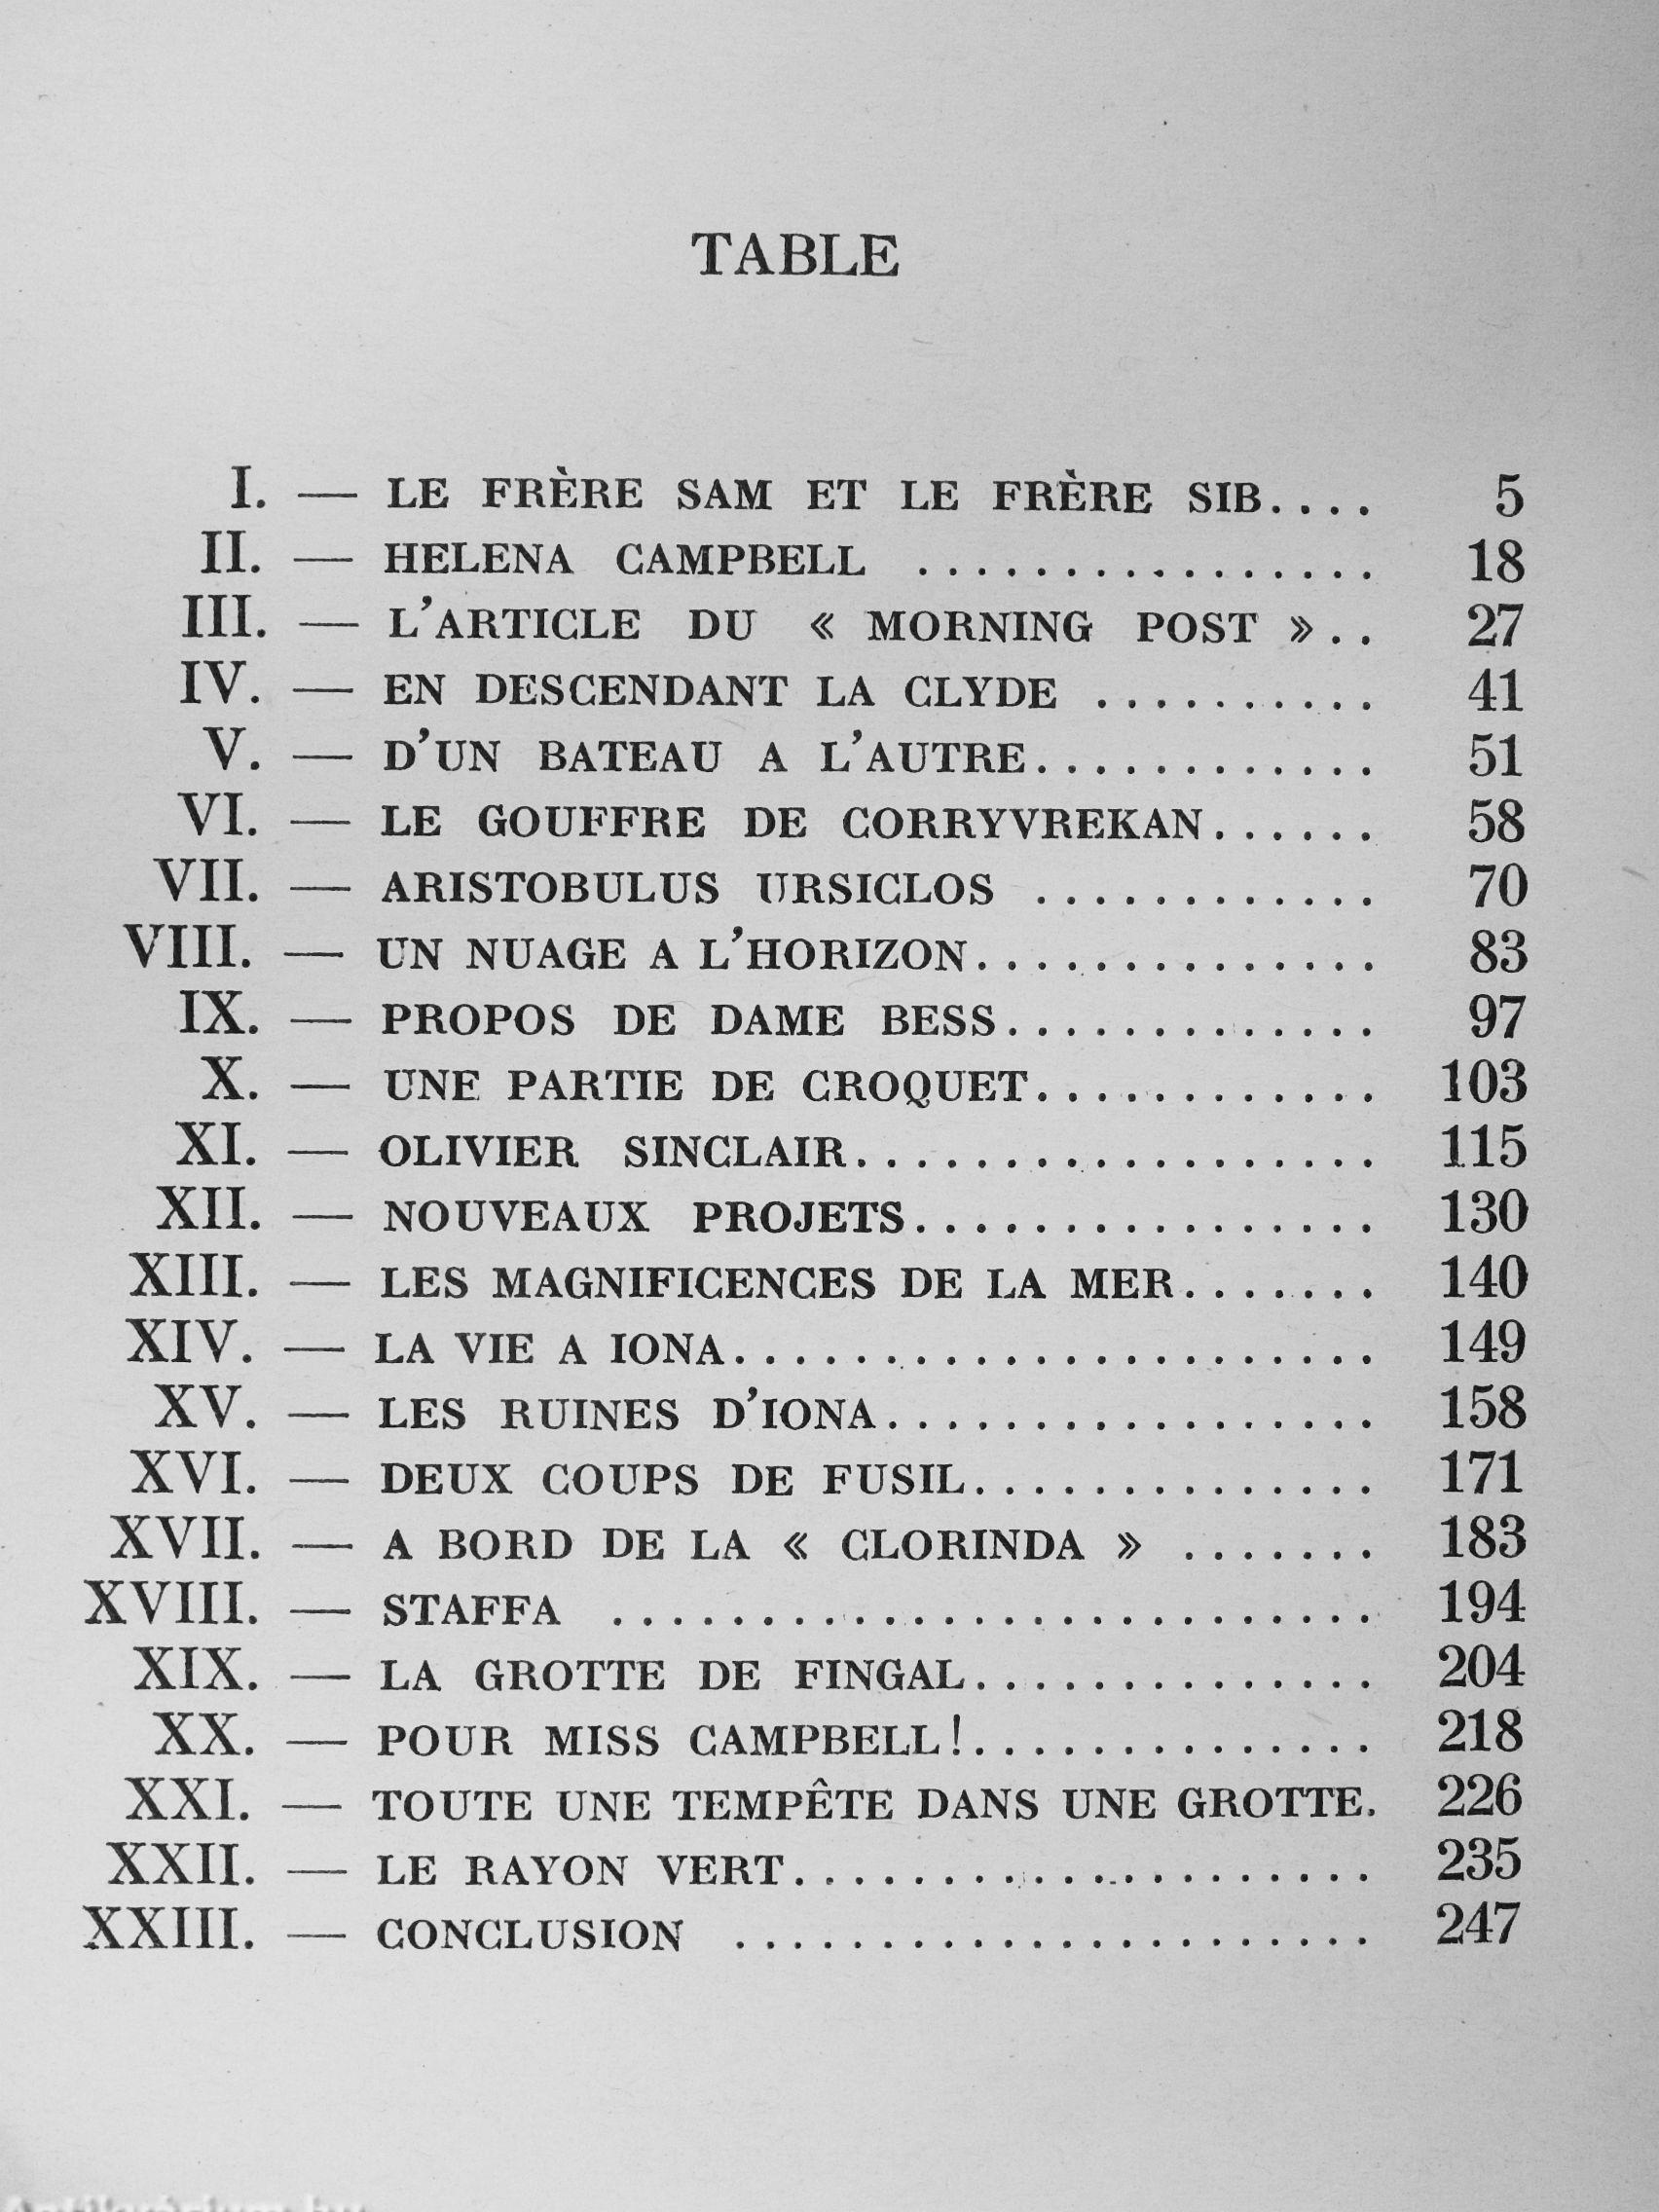 TABLE
I. — LE FRÈRE SAM ET LE FRÈRE SIB.... 5
II. — HELENA CAMPBELL ................ 18
III. — L'ARTICLE DU « MORNING POST ».. 27
IV. — EN DESCENDANT LA CLYDE .......... 41
V. — D'UN BATEAU A L'AUTRE............ 51
VI. — LE GOUFFRE DE CORRYVREKAN...... 58
VII. — ARISTOBULUS URSICLOS ............ 70
VIII. — UN NUAGE A L'HORIZON.............. 83
IX. — PROPOS DE DAME BESS............. 97
X. — UNE PARTIE DE CROQUET............ 103
XI. — OLIVIER SINCLAIR.................. 115
XII. — NOUVEAUX PROJETS................ 130
XIII. — LES MAGNIFICENCES DE LA MER....... 140
XIV. — LA VIE A IONA...................... 149
XV. — LES RUINES D'IONA................. 158
XVI. — DEUX COUPS DE FUSIL.............. 171
XVII. — A BORD DE LA « CLORINDA » ....... 183
XVIII. — STAFFA .......................... 194
XIX. — LA GROTTE DE FINGAL.............. 204
XX. — POUR MISS CAMPBELL!.............. 218
XXI. — TOUTE UNE TEMPÊTE DANS UNE GROTTE. 226
XXII. — LE RAYON VERT.................... 235
XXIII. — CONCLUSION ...................... 247